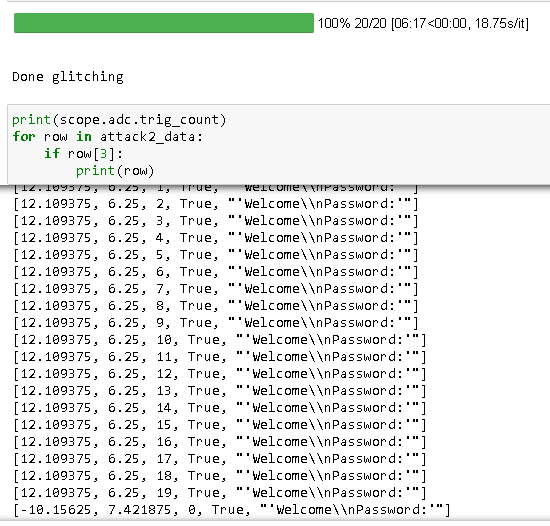 100% 20/20 [06:17<00:00, 18.75s/it]
Done glitching
print(scope.adc.trig_count)
for row in attack2_data:
    if row[3]:
        print(row)
[12.109375, 6.25, 1, True, "'Welcome\\nPassword:'"]
[12.109375, 6.25, 2, True, "'Welcome\\nPassword:'"]
[12.109375, 6.25, 3, True, "'Welcome\\nPassword:'"]
[12.109375, 6.25, 4, True, "'Welcome\\nPassword:'"]
[12.109375, 6.25, 5, True, "'Welcome\\nPassword:'"]
[12.109375, 6.25, 6, True, "'Welcome\\nPassword:'"]
[12.109375, 6.25, 7, True, "'Welcome\\nPassword:'"]
[12.109375, 6.25, 8, True, "'Welcome\\nPassword:'"]
[12.109375, 6.25, 9, True, "'Welcome\\nPassword:'"]
[12.109375, 6.25, 10, True, "'Welcome\\nPassword:'"]
[12.109375, 6.25, 11, True, "'Welcome\\nPassword:'"]
[12.109375, 6.25, 12, True, "'Welcome\\nPassword:'"]
[12.109375, 6.25, 13, True, "'Welcome\\nPassword:'"]
[12.109375, 6.25, 14, True, "'Welcome\\nPassword:'"]
[12.109375, 6.25, 15, True, "'Welcome\\nPassword:'"]
[12.109375, 6.25, 16, True, "'Welcome\\nPassword:'"]
[12.109375, 6.25, 17, True, "'Welcome\\nPassword:'"]
[12.109375, 6.25, 18, True, "'Welcome\\nPassword:'"]
[12.109375, 6.25, 19, True, "'Welcome\\nPassword:'"]
[-10.15625, 7.421875, 0, True, "'Welcome\\nPassword:'"]